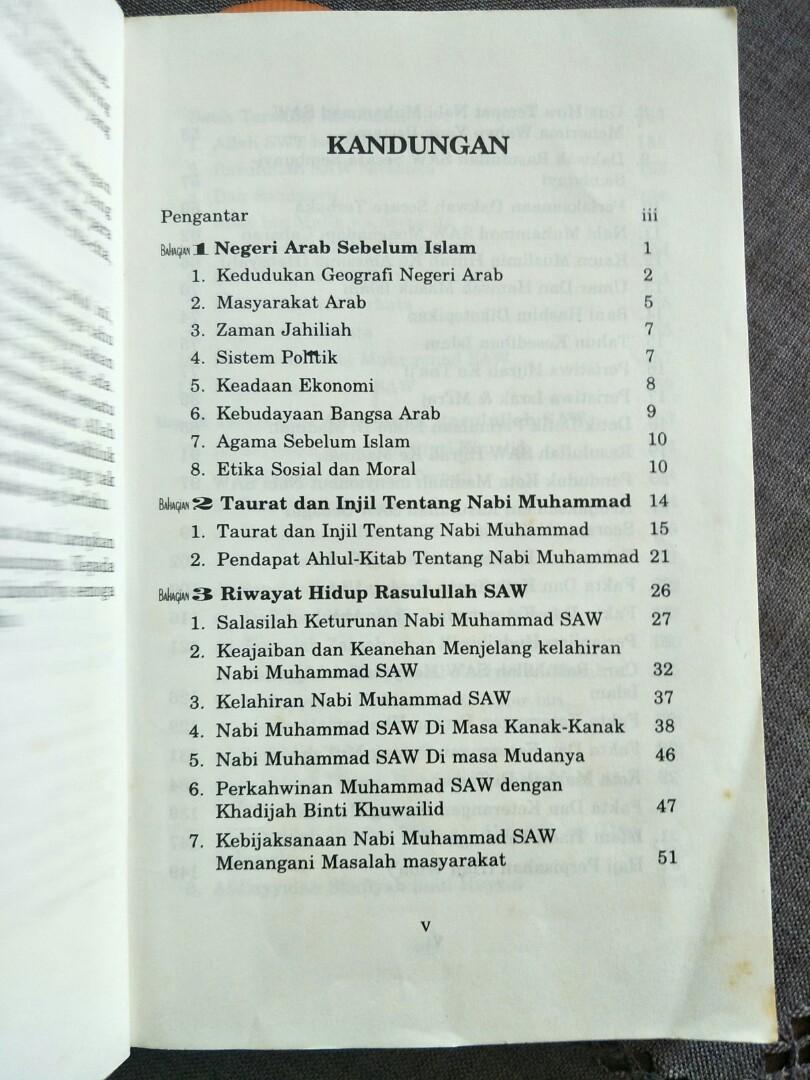 KANDUNGAN
Pengantar iii
BAHAGIAN 1 Negeri Arab Sebelum Islam 1
1. Kedudukan Geografi Negeri Arab 2
2. Masyarakat Arab 5
3. Zaman Jahiliah 7
4. Sistem Politik 7
5. Keadaan Ekonomi 8
6. Kebudayaan Bangsa Arab 9
7. Agama Sebelum Islam 10
8. Etika Sosial dan Moral 10
BAHAGIAN 2 Taurat dan Injil Tentang Nabi Muhammad 14
1. Taurat dan Injil Tentang Nabi Muhammad 15
2. Pendapat Ahlul-Kitab Tentang Nabi Muhammad 21
BAHAGIAN 3 Riwayat Hidup Rasulullah SAW 26
1. Salasilah Keturunan Nabi Muhammad SAW 27
2. Keajaiban dan Keanehan Menjelang kelahiran
Nabi Muhammad SAW 32
3. Kelahiran Nabi Muhammad SAW 37
4. Nabi Muhammad SAW Di Masa Kanak-Kanak 38
5. Nabi Muhammad SAW Di masa Mudanya 46
6. Perkahwinan Muhammad SAW dengan
Khadijah Binti Khuwailid 47
7. Kebijaksanaan Nabi Muhammad SAW
Menangani Masalah masyarakat 51
v